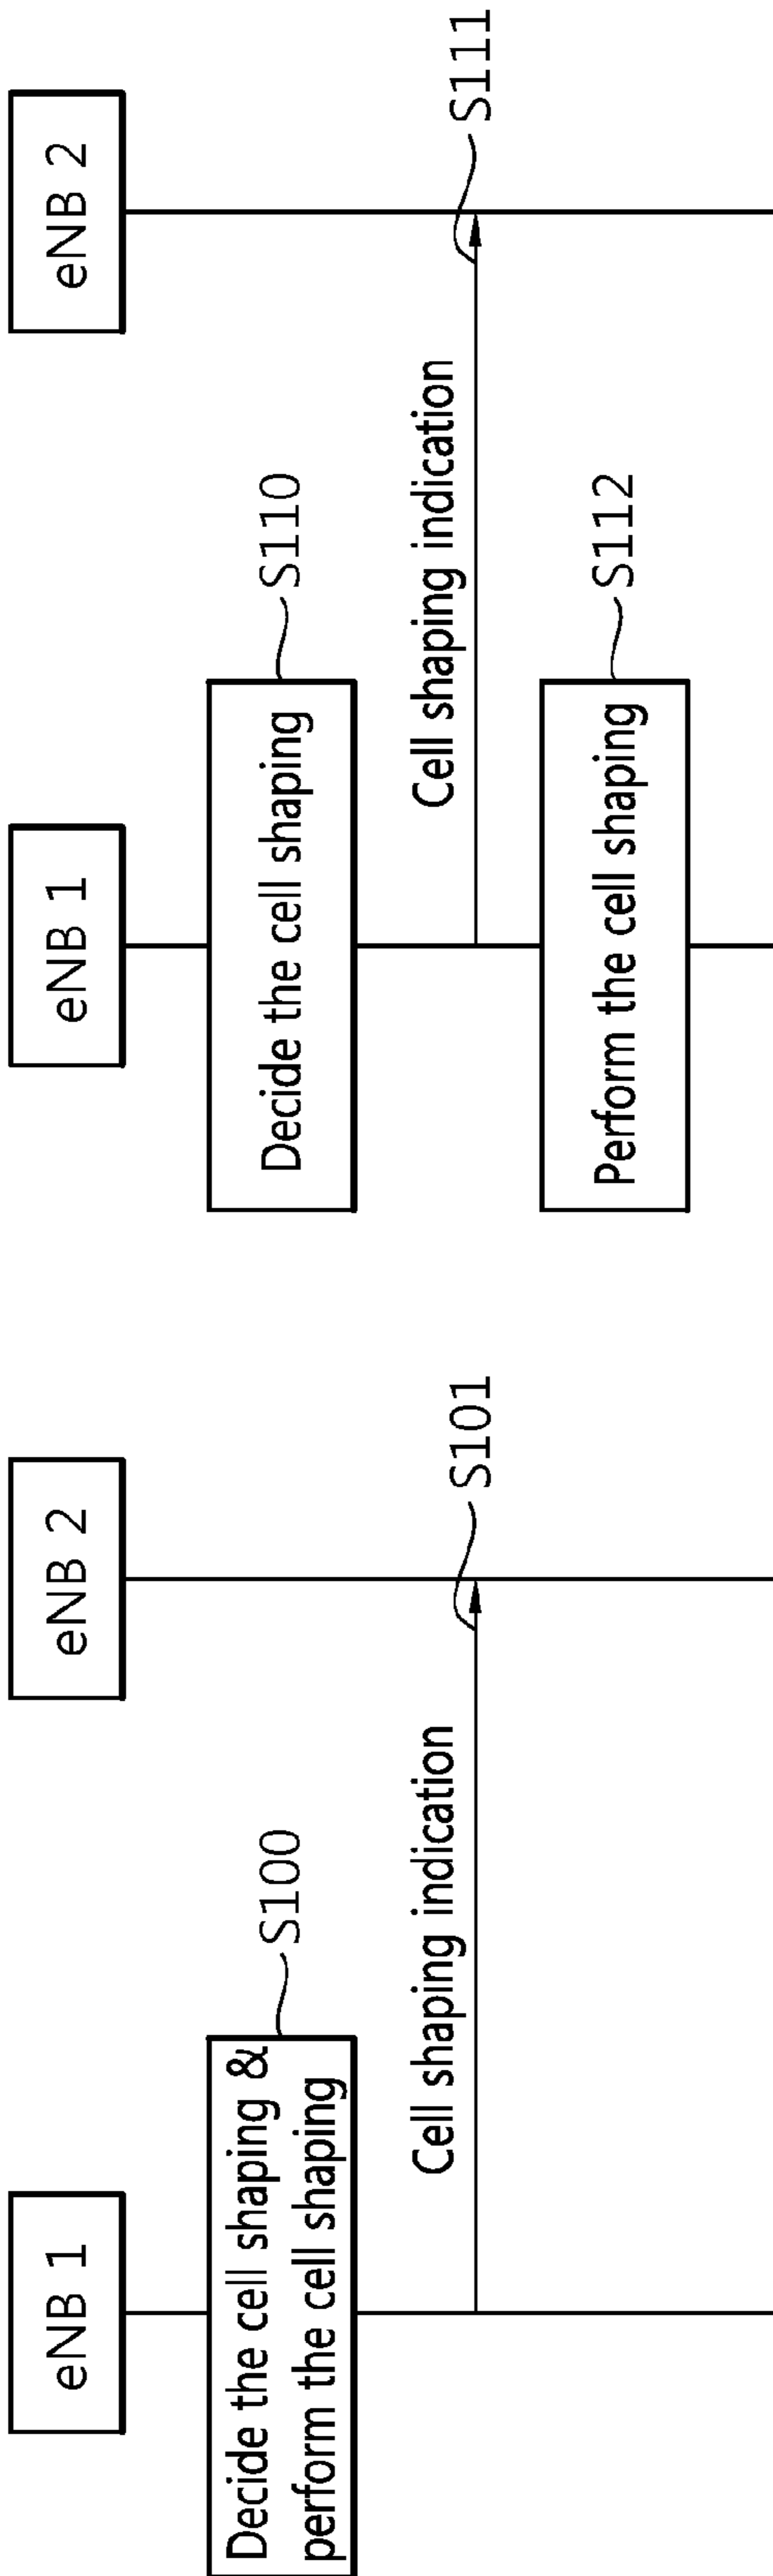 eNB 1
eNB 2
Decide the cell shaping &
perform the cell shaping
S100
Cell shaping indication
S101
eNB 1
eNB 2
Decide the cell shaping
S110
Cell shaping indication
S111
Perform the cell shaping
S112